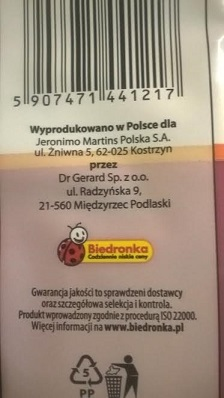 5 907471 441217
Wyprodukowano w Polsce dla
Jeronimo Martins Polska S.A.
ul. Żniwna 5, 62-025 Kostrzyn
przez
Dr Gerard Sp. z o.o.
ul. Radzyńska 9,
21-560 Międzyrzec Podlaski
Biedronka
Codziennie niskie ceny
Gwarancja jakości to sprawdzeni dostawcy
oraz szczegółowa selekcja i kontrola.
Produkt wprowadzony zgodnie z procedurą ISO 22000.
Więcej informacji na www.biedronka.pl
5
PP